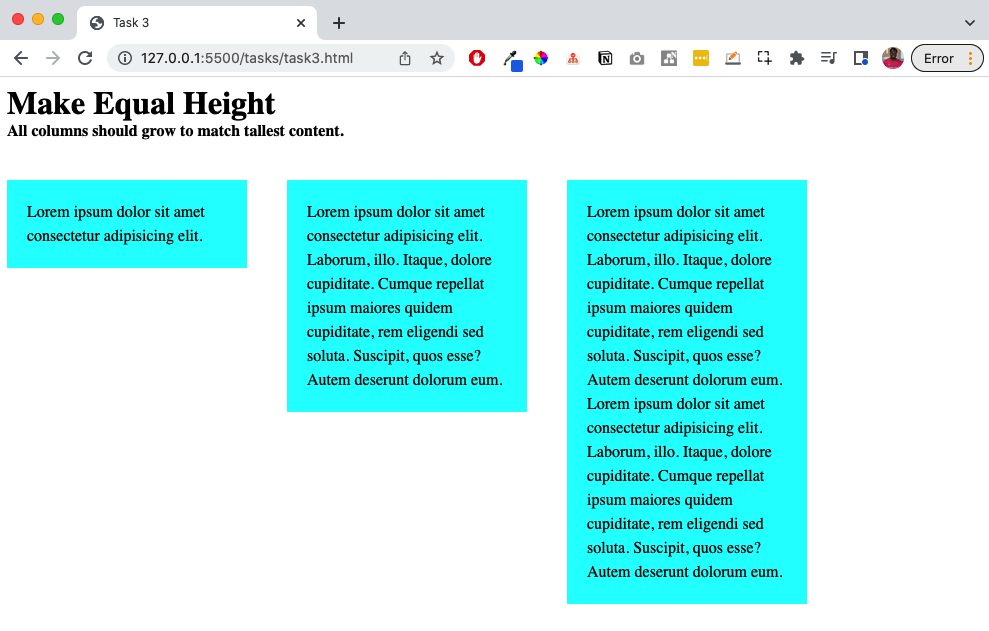 Task 3
127.0.0.1:5500/tasks/task3.html
Error
Make Equal Height
All columns should grow to match tallest content.
Lorem ipsum dolor sit amet
consectetur adipisicing elit.
Lorem ipsum dolor sit amet
consectetur adipisicing elit.
Laborum, illo. Itaque, dolore
cupiditate. Cumque repellat
ipsum maiores quidem
cupiditate, rem eligendi sed
soluta. Suscipit, quos esse?
Autem deserunt dolorum eum.
Lorem ipsum dolor sit amet
consectetur adipisicing elit.
Laborum, illo. Itaque, dolore
cupiditate. Cumque repellat
ipsum maiores quidem
cupiditate, rem eligendi sed
soluta. Suscipit, quos esse?
Autem deserunt dolorum eum.
Lorem ipsum dolor sit amet
consectetur adipisicing elit.
Laborum, illo. Itaque, dolore
cupiditate. Cumque repellat
ipsum maiores quidem
cupiditate, rem eligendi sed
soluta. Suscipit, quos esse?
Autem deserunt dolorum eum.